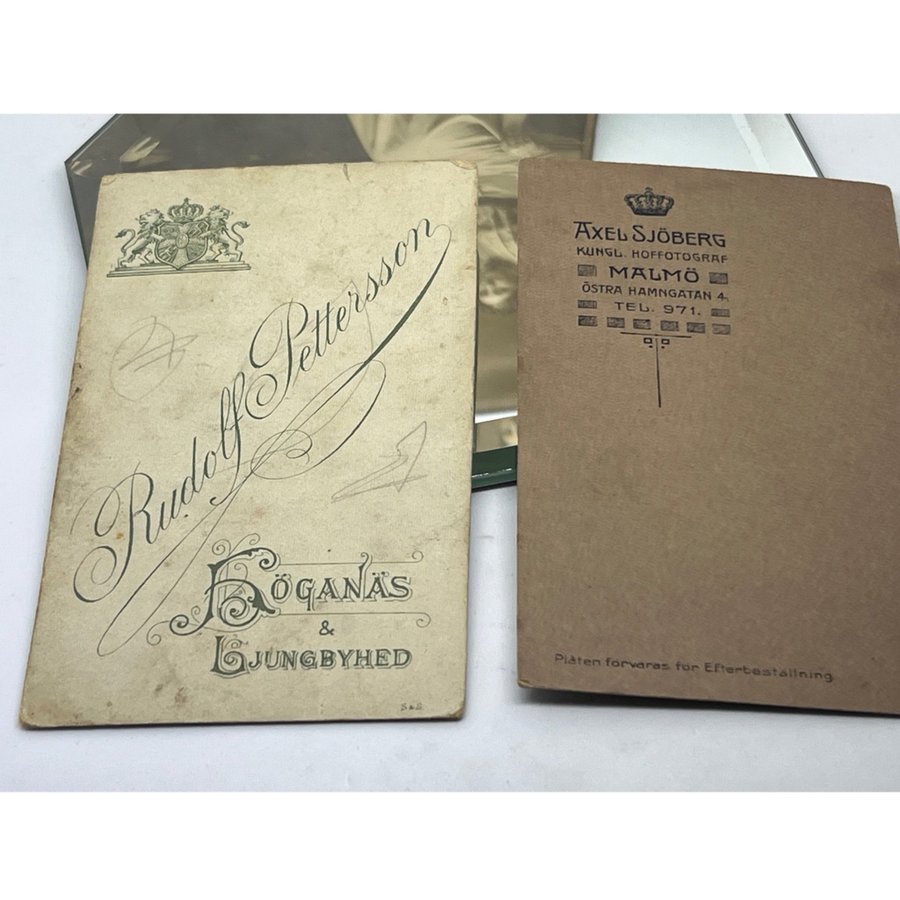 Rudolf Pettersson
HÖGANÄS
&
LJUNGBYHED
S & S
AXEL SJÖBERG
KUNGL. HOFFOTOGRAF
MALMÖ
ÖSTRA HAMNGATAN 4.
TEL. 971.
Plåten förvaras för Efterbeställning